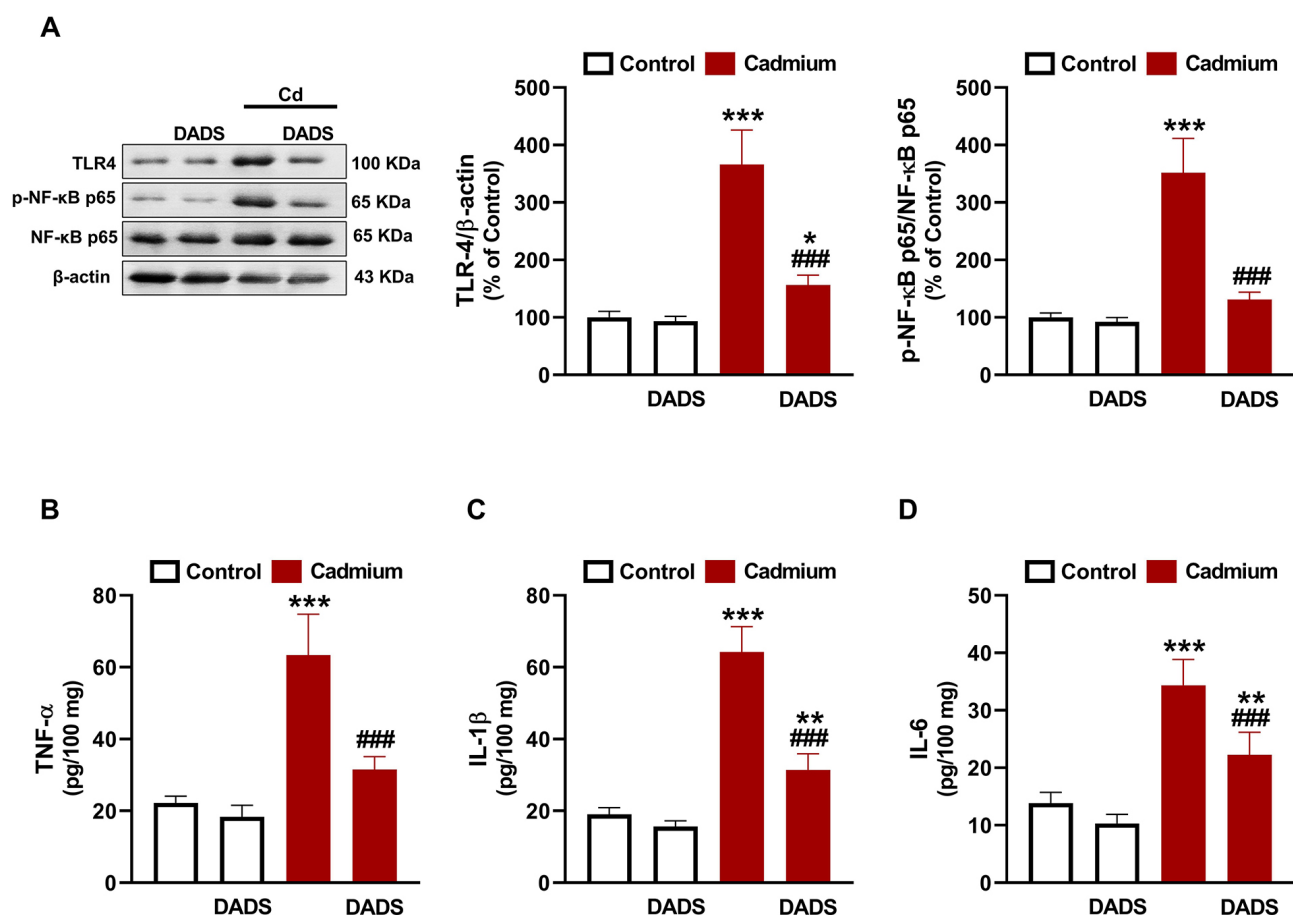 A
Cd
DADS DADS
TLR4 100 KDa
p-NF-κB p65 65 KDa
NF-κB p65 65 KDa
β-actin 43 KDa
Control Cadmium
TLR-4/β-actin
(% of Control)
500
400
300
200
100
0
***
*
###
DADS DADS
Control Cadmium
p-NF-κB p65/NF-κB p65
(% of Control)
500
400
300
200
100
0
***
###
DADS DADS
B
Control Cadmium
TNF-α
(pg/100 mg)
80
60
40
20
0
***
###
DADS DADS
C
Control Cadmium
IL-1β
(pg/100 mg)
80
60
40
20
0
***
**
###
DADS DADS
D
Control Cadmium
IL-6
(pg/100 mg)
50
40
30
20
10
0
***
**
###
DADS DADS